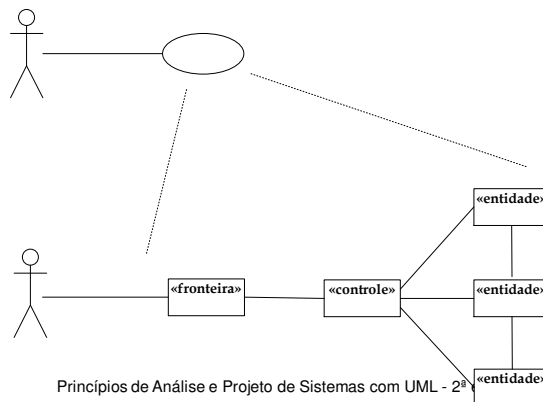 «entidade»
«fronteira»
«controle»
«entidade»
«entidade»
Princípios de Análise e Projeto de Sistemas com UML - 2ª